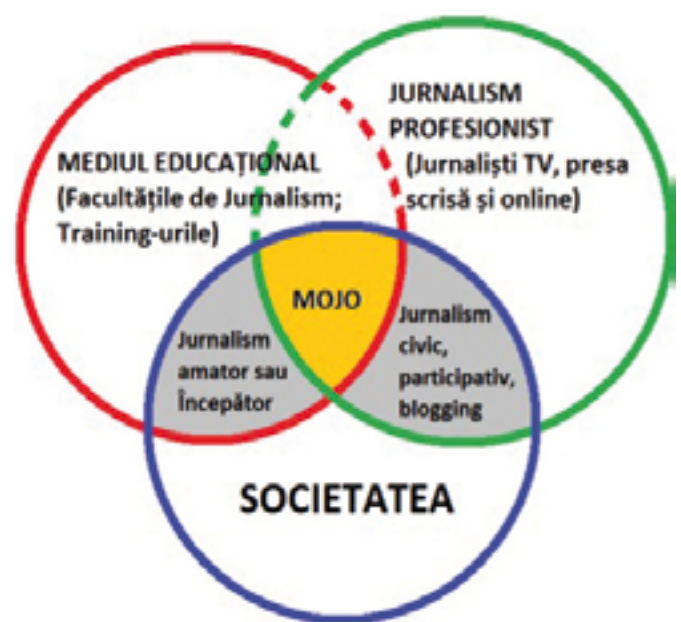 MEDIUL EDUCAȚIONAL
(Facultățile de Jurnalism;
Training-urile)
JURNALISM
PROFESIONIST
(Jurnaliști TV, presa
scrisă și online)
MOJO
Jurnalism
amator sau
Începător
Jurnalism
civic,
participativ,
blogging
SOCIETATEA